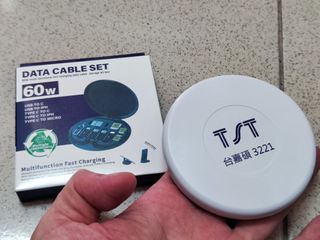 DATA CABLE SET
60W
USB TO C
USB TO IPH
TYPE C TO C
TYPE C TO IPH
TYPE C TO MICRO
Multifunction Fast Charging
TST
台嘉碩 3221